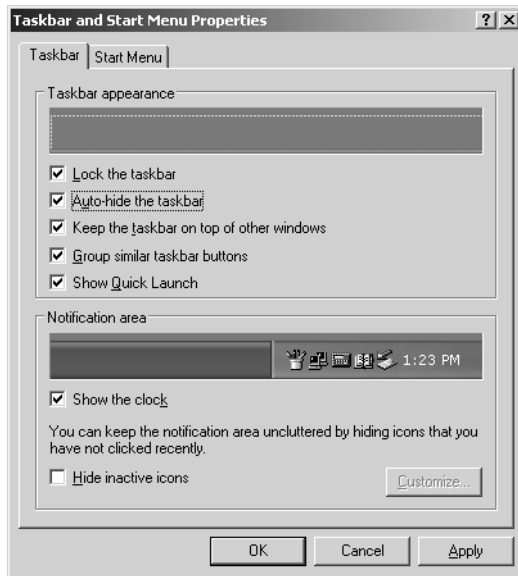 Taskbar and Start Menu Properties
Taskbar
Start Menu
Taskbar appearance
Lock the taskbar
Auto-hide the taskbar
Keep the taskbar on top of other windows
Group similar taskbar buttons
Show Quick Launch
Notification area
1:23 PM
Show the clock
You can keep the notification area uncluttered by hiding icons that you
have not clicked recently.
Hide inactive icons
Customize...
OK
Cancel
Apply